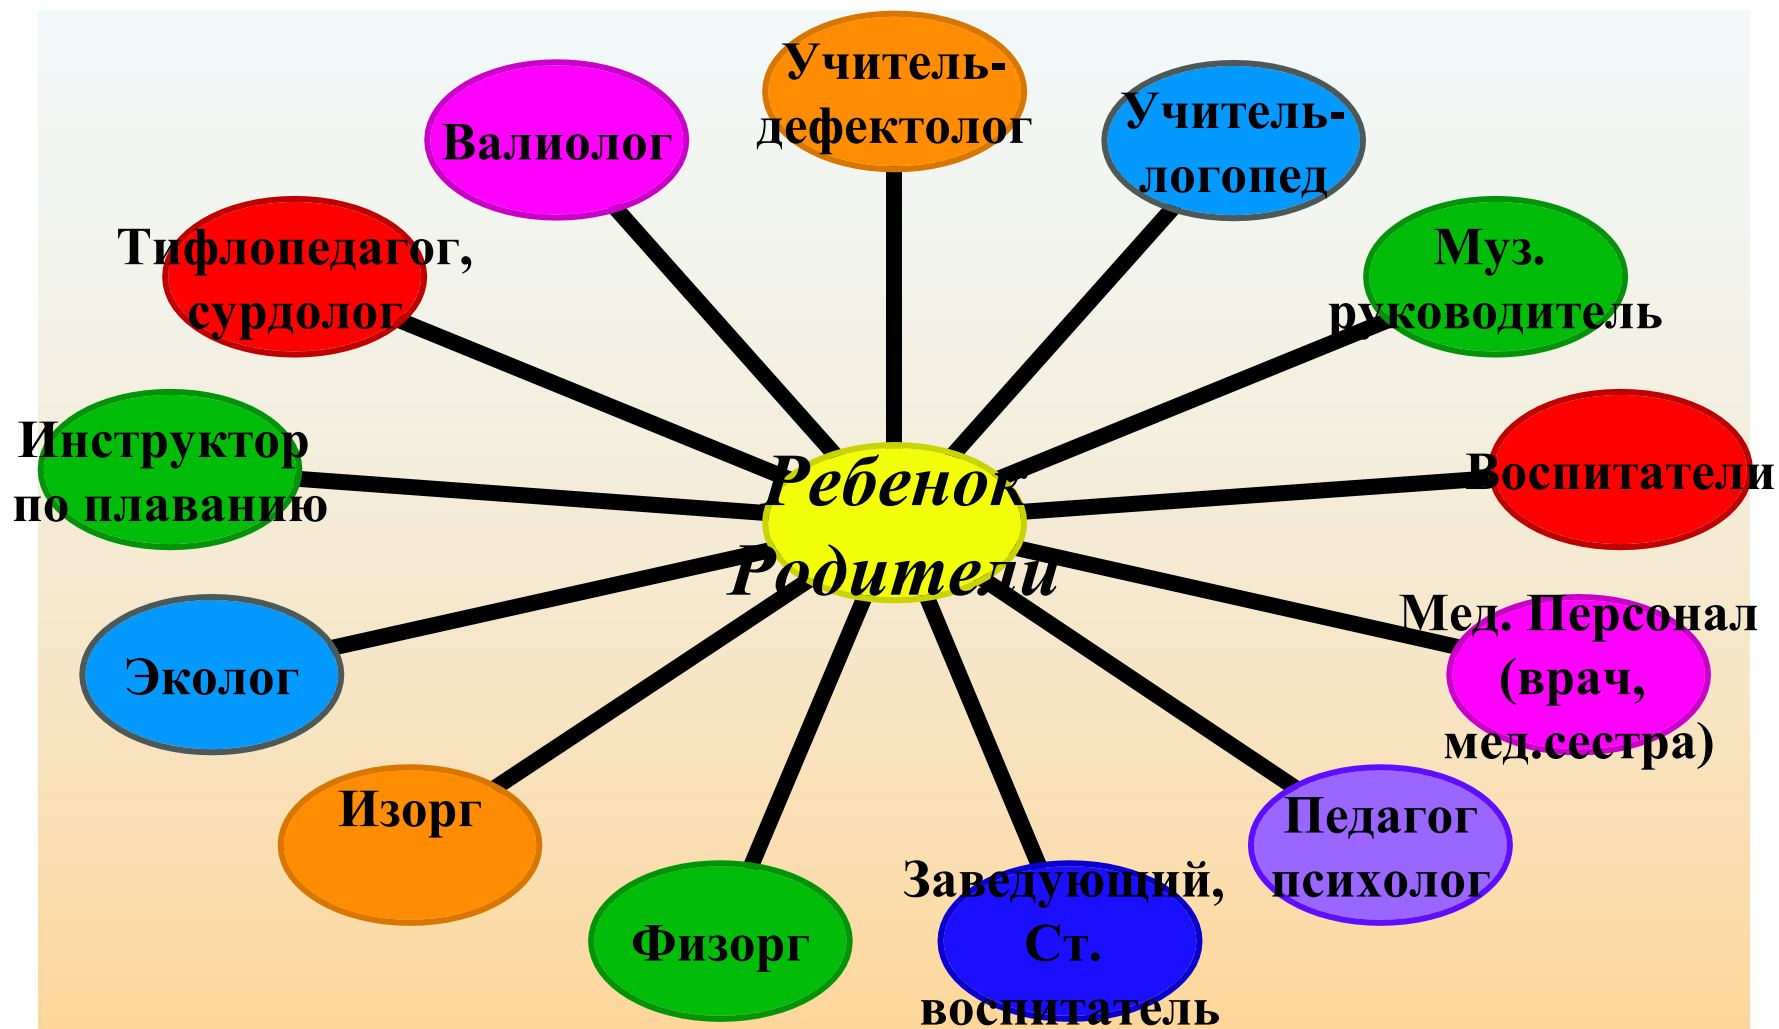 Учитель-
дефектолог
Учитель-
логопед
Муз.
руководитель
Воспитатели
Мед. Персонал
(врач,
мед.сестра)
Педагог
психолог
Заведующий,
Ст.
воспитатель
Физорг
Изорг
Эколог
Инструктор
по плаванию
Тифлопедагог,
сурдолог
Валиолог
Ребенок
Родители